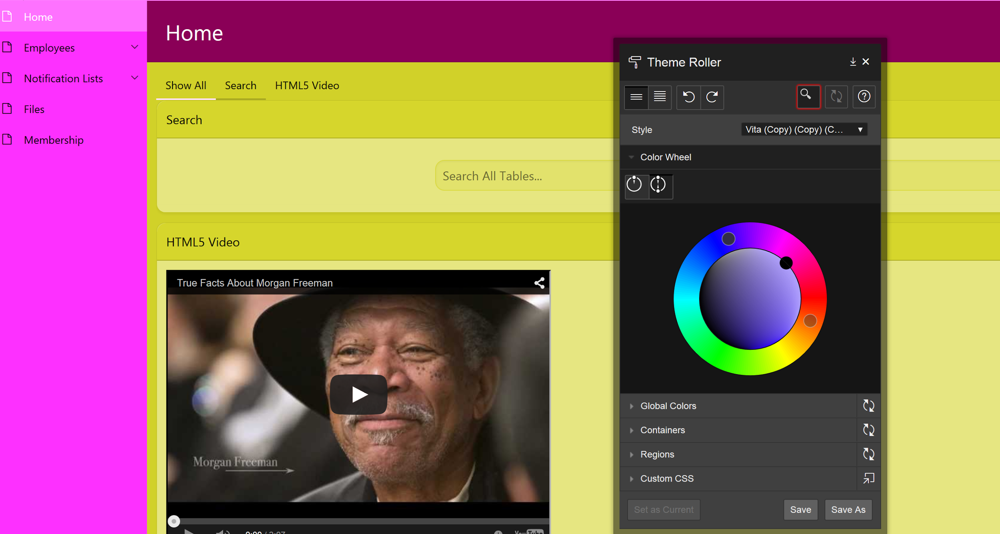 Home
Employees
Notification Lists
Files
Membership
Home
Show All
Search
HTML5 Video
Search
Search All Tables...
HTML5 Video
True Facts About Morgan Freeman
Morgan Freeman
0:00 / 2:07
YouTube
Theme Roller
Style
Vita (Copy) (Copy) (C...
Color Wheel
Global Colors
Containers
Regions
Custom CSS
Set as Current
Save
Save As